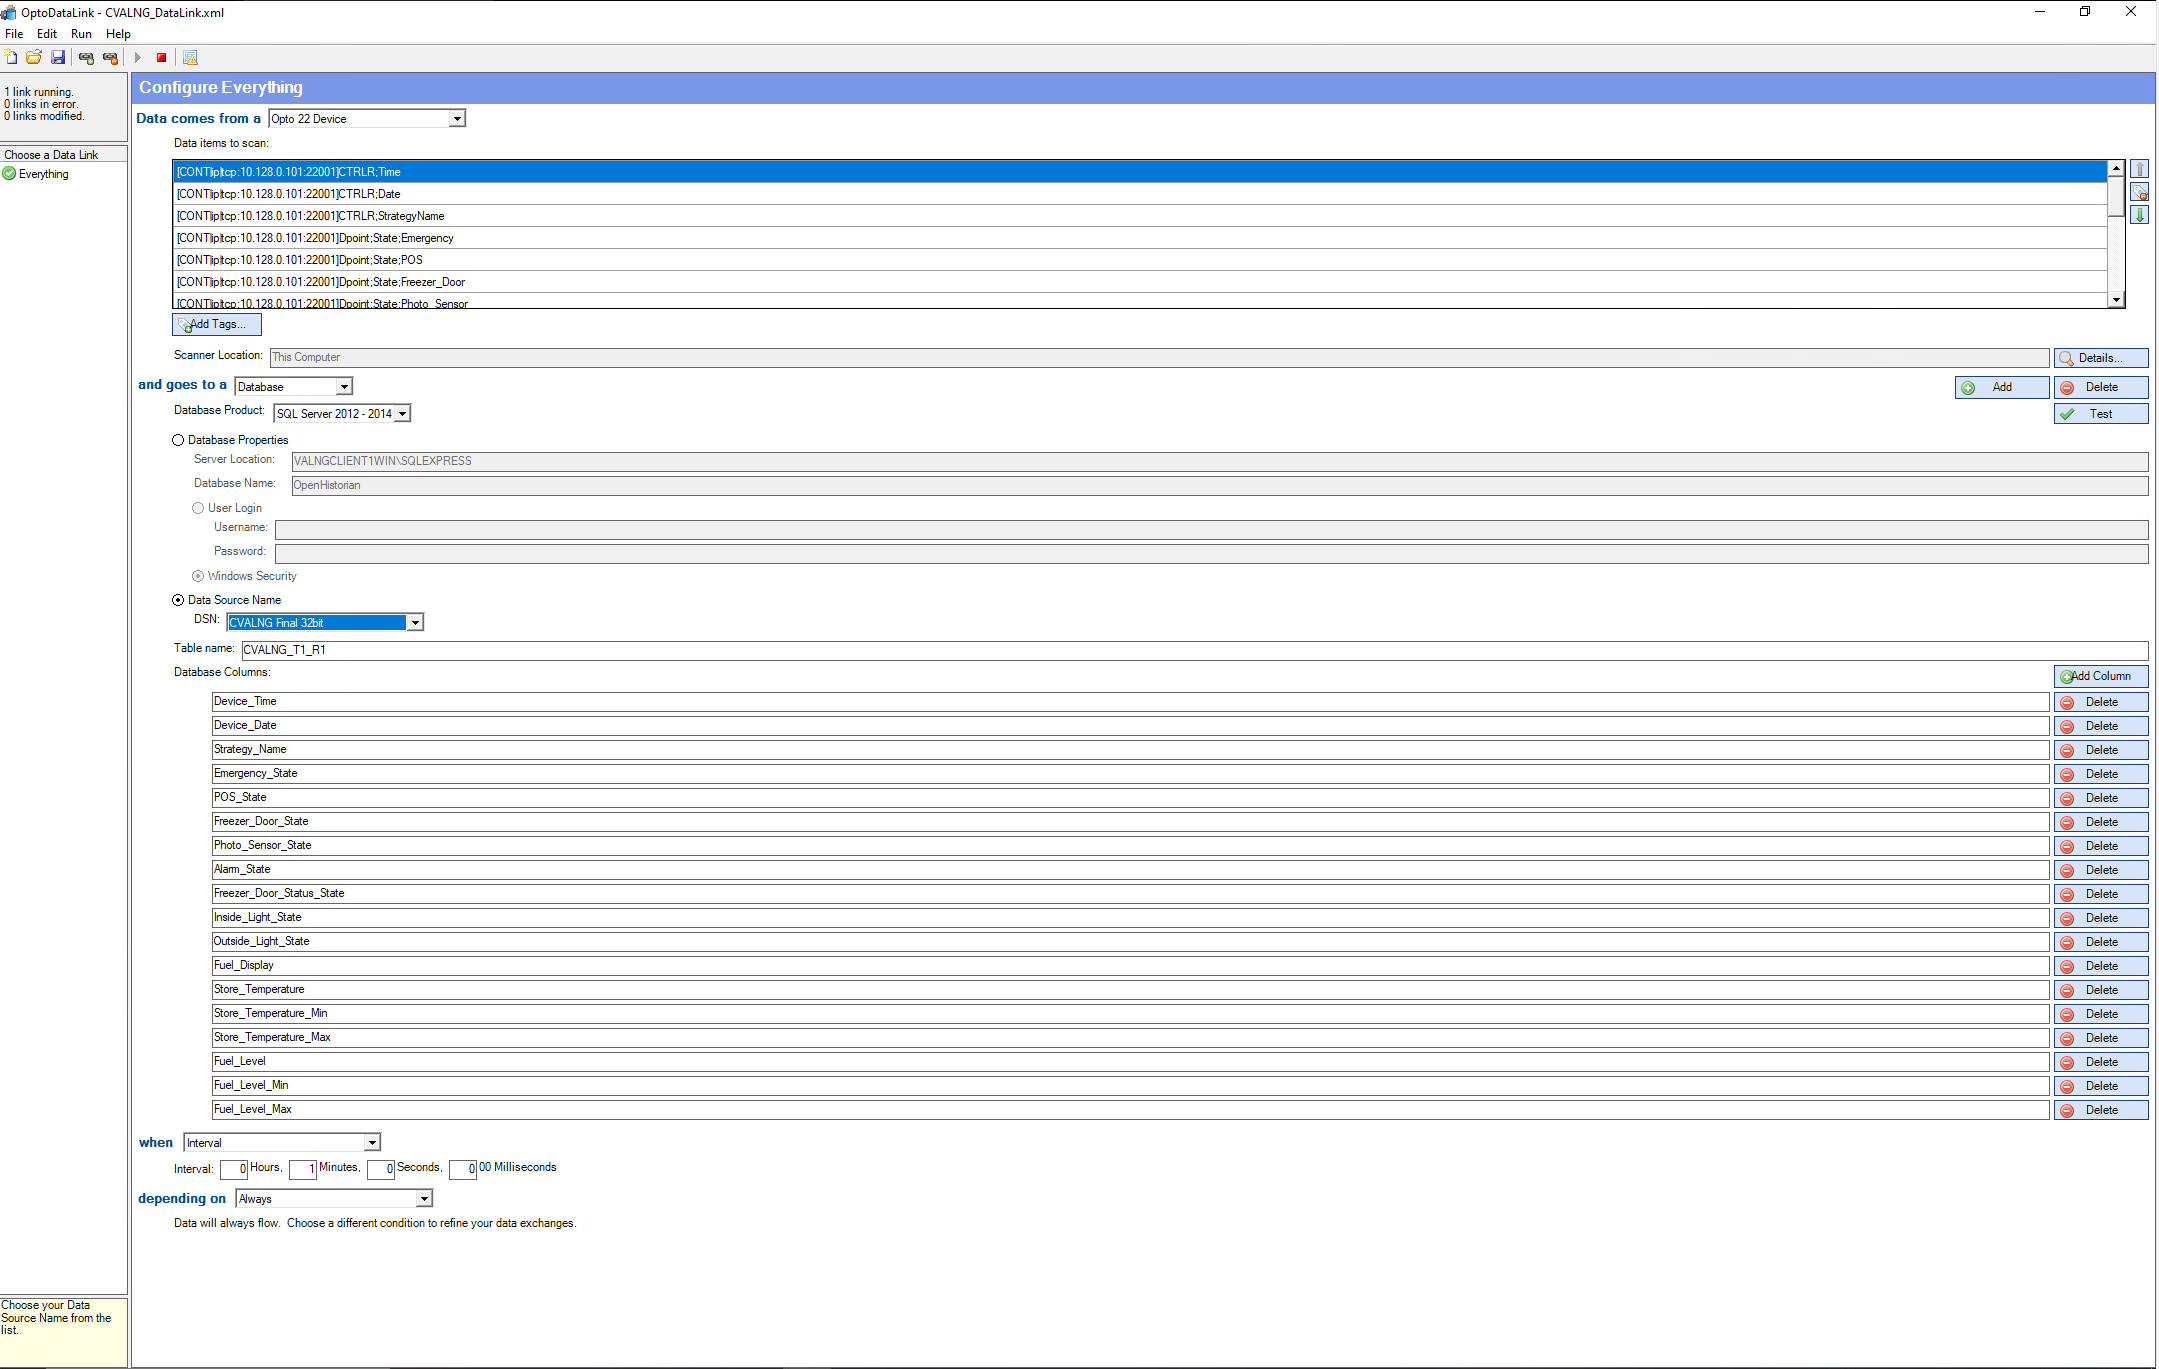 OptoDataLink - CVALNG_DataLink.xml
File Edit Run Help
1 link running.
0 links in error.
0 links modified.
Choose a Data Link
Everything
Configure Everything
Data comes from a Opto 22 Device
Data items to scan:
[CONT|ip|tcp:10.128.0.101:22001]CTRLR;Time
[CONT|ip|tcp:10.128.0.101:22001]CTRLR;Date
[CONT|ip|tcp:10.128.0.101:22001]CTRLR;StrategyName
[CONT|ip|tcp:10.128.0.101:22001]Dpoint;State;Emergency
[CONT|ip|tcp:10.128.0.101:22001]Dpoint;State;POS
[CONT|ip|tcp:10.128.0.101:22001]Dpoint;State;Freezer_Door
[CONT|ip|tcp:10.128.0.101:22001]Dpoint;State;Photo_Sensor
Add Tags...
Scanner Location: This Computer Details...
and goes to a Database Add Delete
Database Product: SQL Server 2012 - 2014 Test
Database Properties
Server Location: VALNGCLIENT1WIN\SQLEXPRESS
Database Name: OpenHistorian
User Login
Username:
Password:
Windows Security
Data Source Name
DSN: CVALNG Final 32bit
Table name: CVALNG_T1_R1
Database Columns: Add Column
Device_Time Delete
Device_Date Delete
Strategy_Name Delete
Emergency_State Delete
POS_State Delete
Freezer_Door_State Delete
Photo_Sensor_State Delete
Alarm_State Delete
Freezer_Door_Status_State Delete
Inside_Light_State Delete
Outside_Light_State Delete
Fuel_Display Delete
Store_Temperature Delete
Store_Temperature_Min Delete
Store_Temperature_Max Delete
Fuel_Level Delete
Fuel_Level_Min Delete
Fuel_Level_Max Delete
when Interval
Interval: 0 Hours, 1 Minutes, 0 Seconds, 0 00 Milliseconds
depending on Always
Data will always flow. Choose a different condition to refine your data exchanges.
Choose your Data
Source Name from the
list.